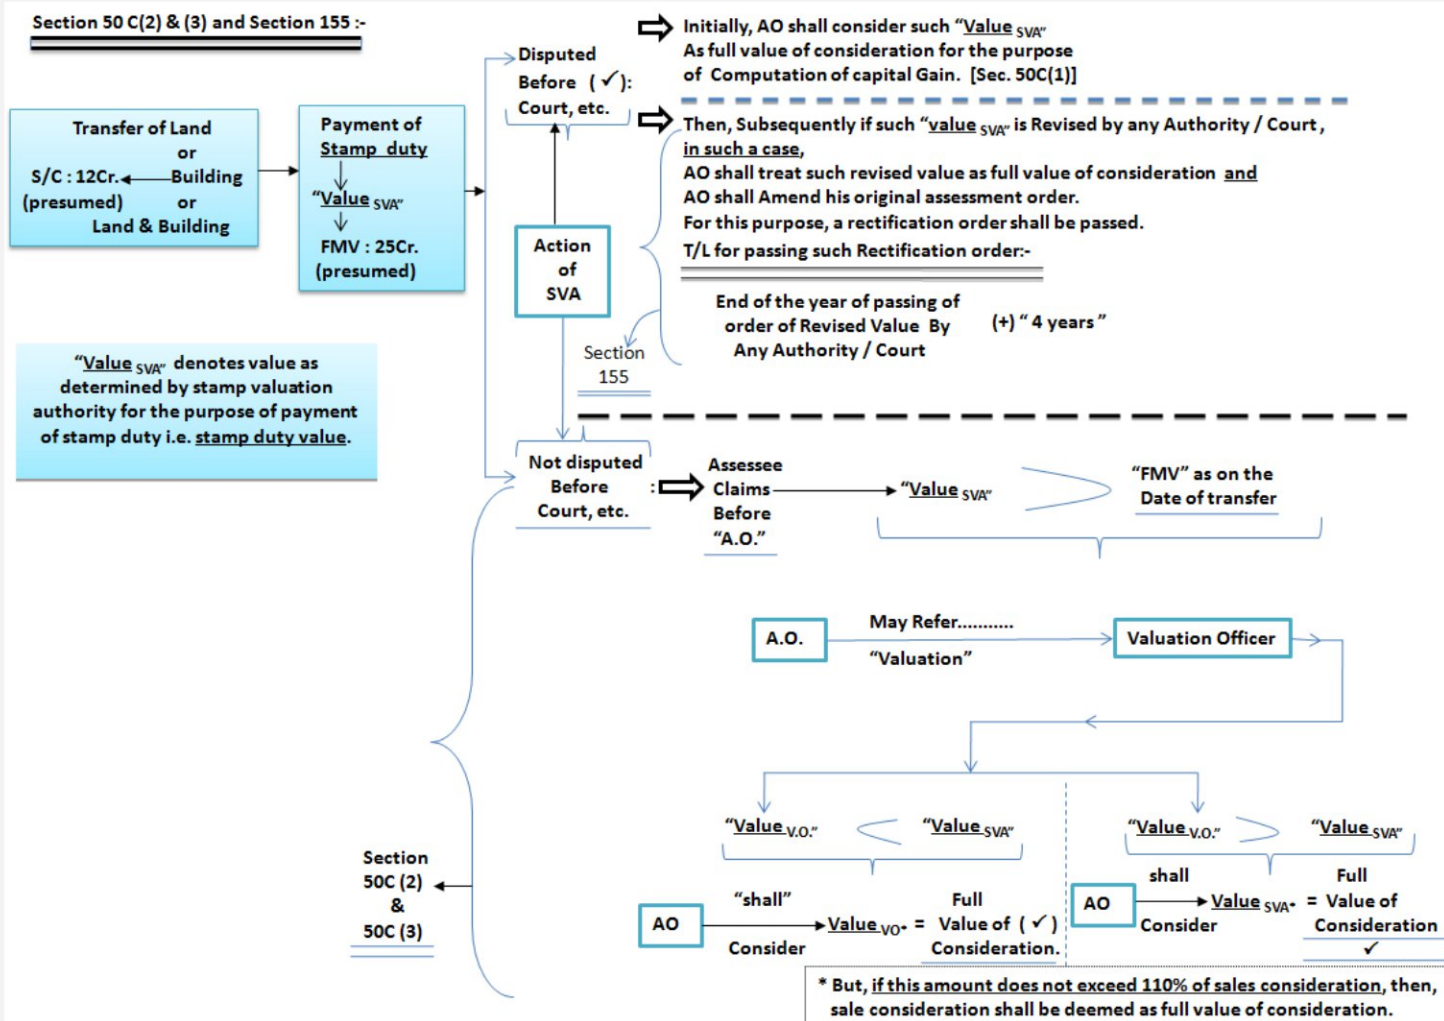 Section 50 C(2) & (3) and Section 155 :-
Transfer of Land
or
S/C : 12Cr. Building
(presumed) or
Land & Building
Payment of
Stamp duty
“Value SVA”
FMV : 25Cr.
(presumed)
“Value SVA” denotes value as
determined by stamp valuation
authority for the purpose of payment
of stamp duty i.e. stamp duty value.
Disputed
Before ( ✓ ):
Court, etc.
Action
of
SVA
Initially, AO shall consider such “Value SVA”
As full value of consideration for the purpose
of Computation of capital Gain. [Sec. 50C(1)]
Then, Subsequently if such “value SVA” is Revised by any Authority / Court ,
in such a case,
AO shall treat such revised value as full value of consideration and
AO shall Amend his original assessment order.
For this purpose, a rectification order shall be passed.
T/L for passing such Rectification order:-
End of the year of passing of
order of Revised Value By (+) “ 4 years ”
Any Authority / Court
Section
155
Not disputed
Before :
Court, etc.
Assessee
Claims
Before
“A.O.”
“Value SVA”
“FMV” as on the
Date of transfer
A.O.
May Refer...........
“Valuation”
Valuation Officer
“Value V.O.” “Value SVA”
“Value V.O.” “Value SVA”
Section
50C (2)
&
50C (3)
AO
“shall”
Consider
Value VO* =
Full
Value of ( ✓ )
Consideration.
AO
shall
Consider
Value SVA* =
Full
Value of
Consideration
✓
* But, if this amount does not exceed 110% of sales consideration, then,
sale consideration shall be deemed as full value of consideration.